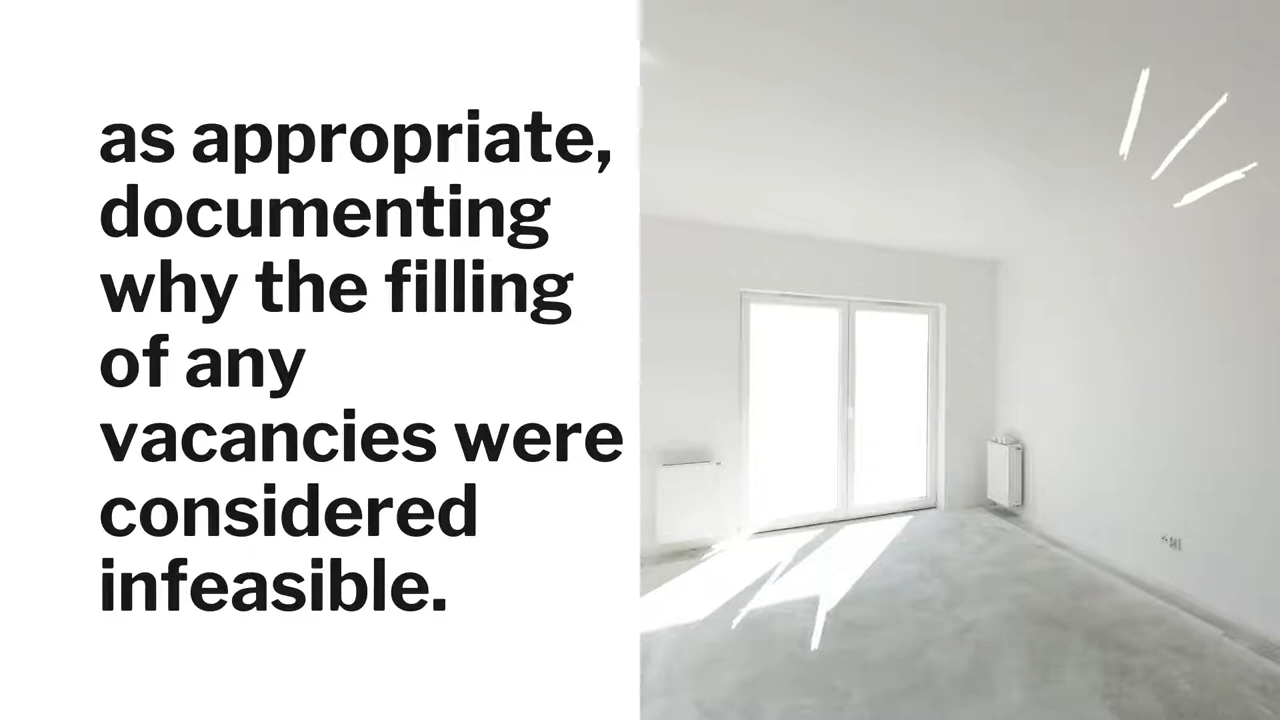 as appropriate,
documenting
why the filling
of any
vacancies were
considered
infeasible.